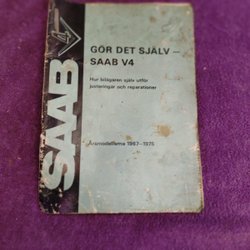 SAAB
GÖR DET SJÄLV –
SAAB V4
Hur bilägaren själv utför
justeringar och reparationer
Årsmodellerna 1967–1975